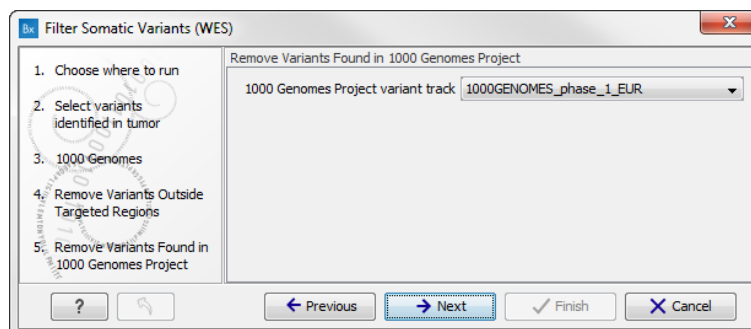 Bx Filter Somatic Variants (WES) X
Remove Variants Found in 1000 Genomes Project
1. Choose where to run
2. Select variants
identified in tumor
3. 1000 Genomes
4. Remove Variants Outside
Targeted Regions
5. Remove Variants Found in
1000 Genomes Project
1000 Genomes Project variant track 1000GENOMES_phase_1_EUR
? Previous Next Finish Cancel